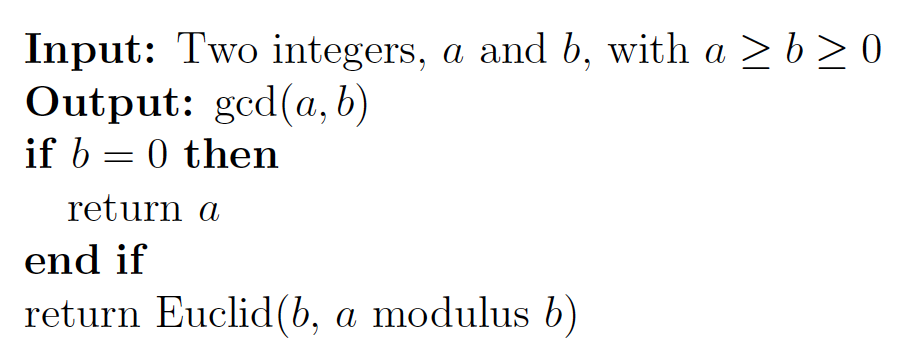 Input: Two integers, a and b, with a ≥ b ≥ 0
Output: gcd(a, b)
if b = 0 then
return a
end if
return Euclid(b, a modulus b)